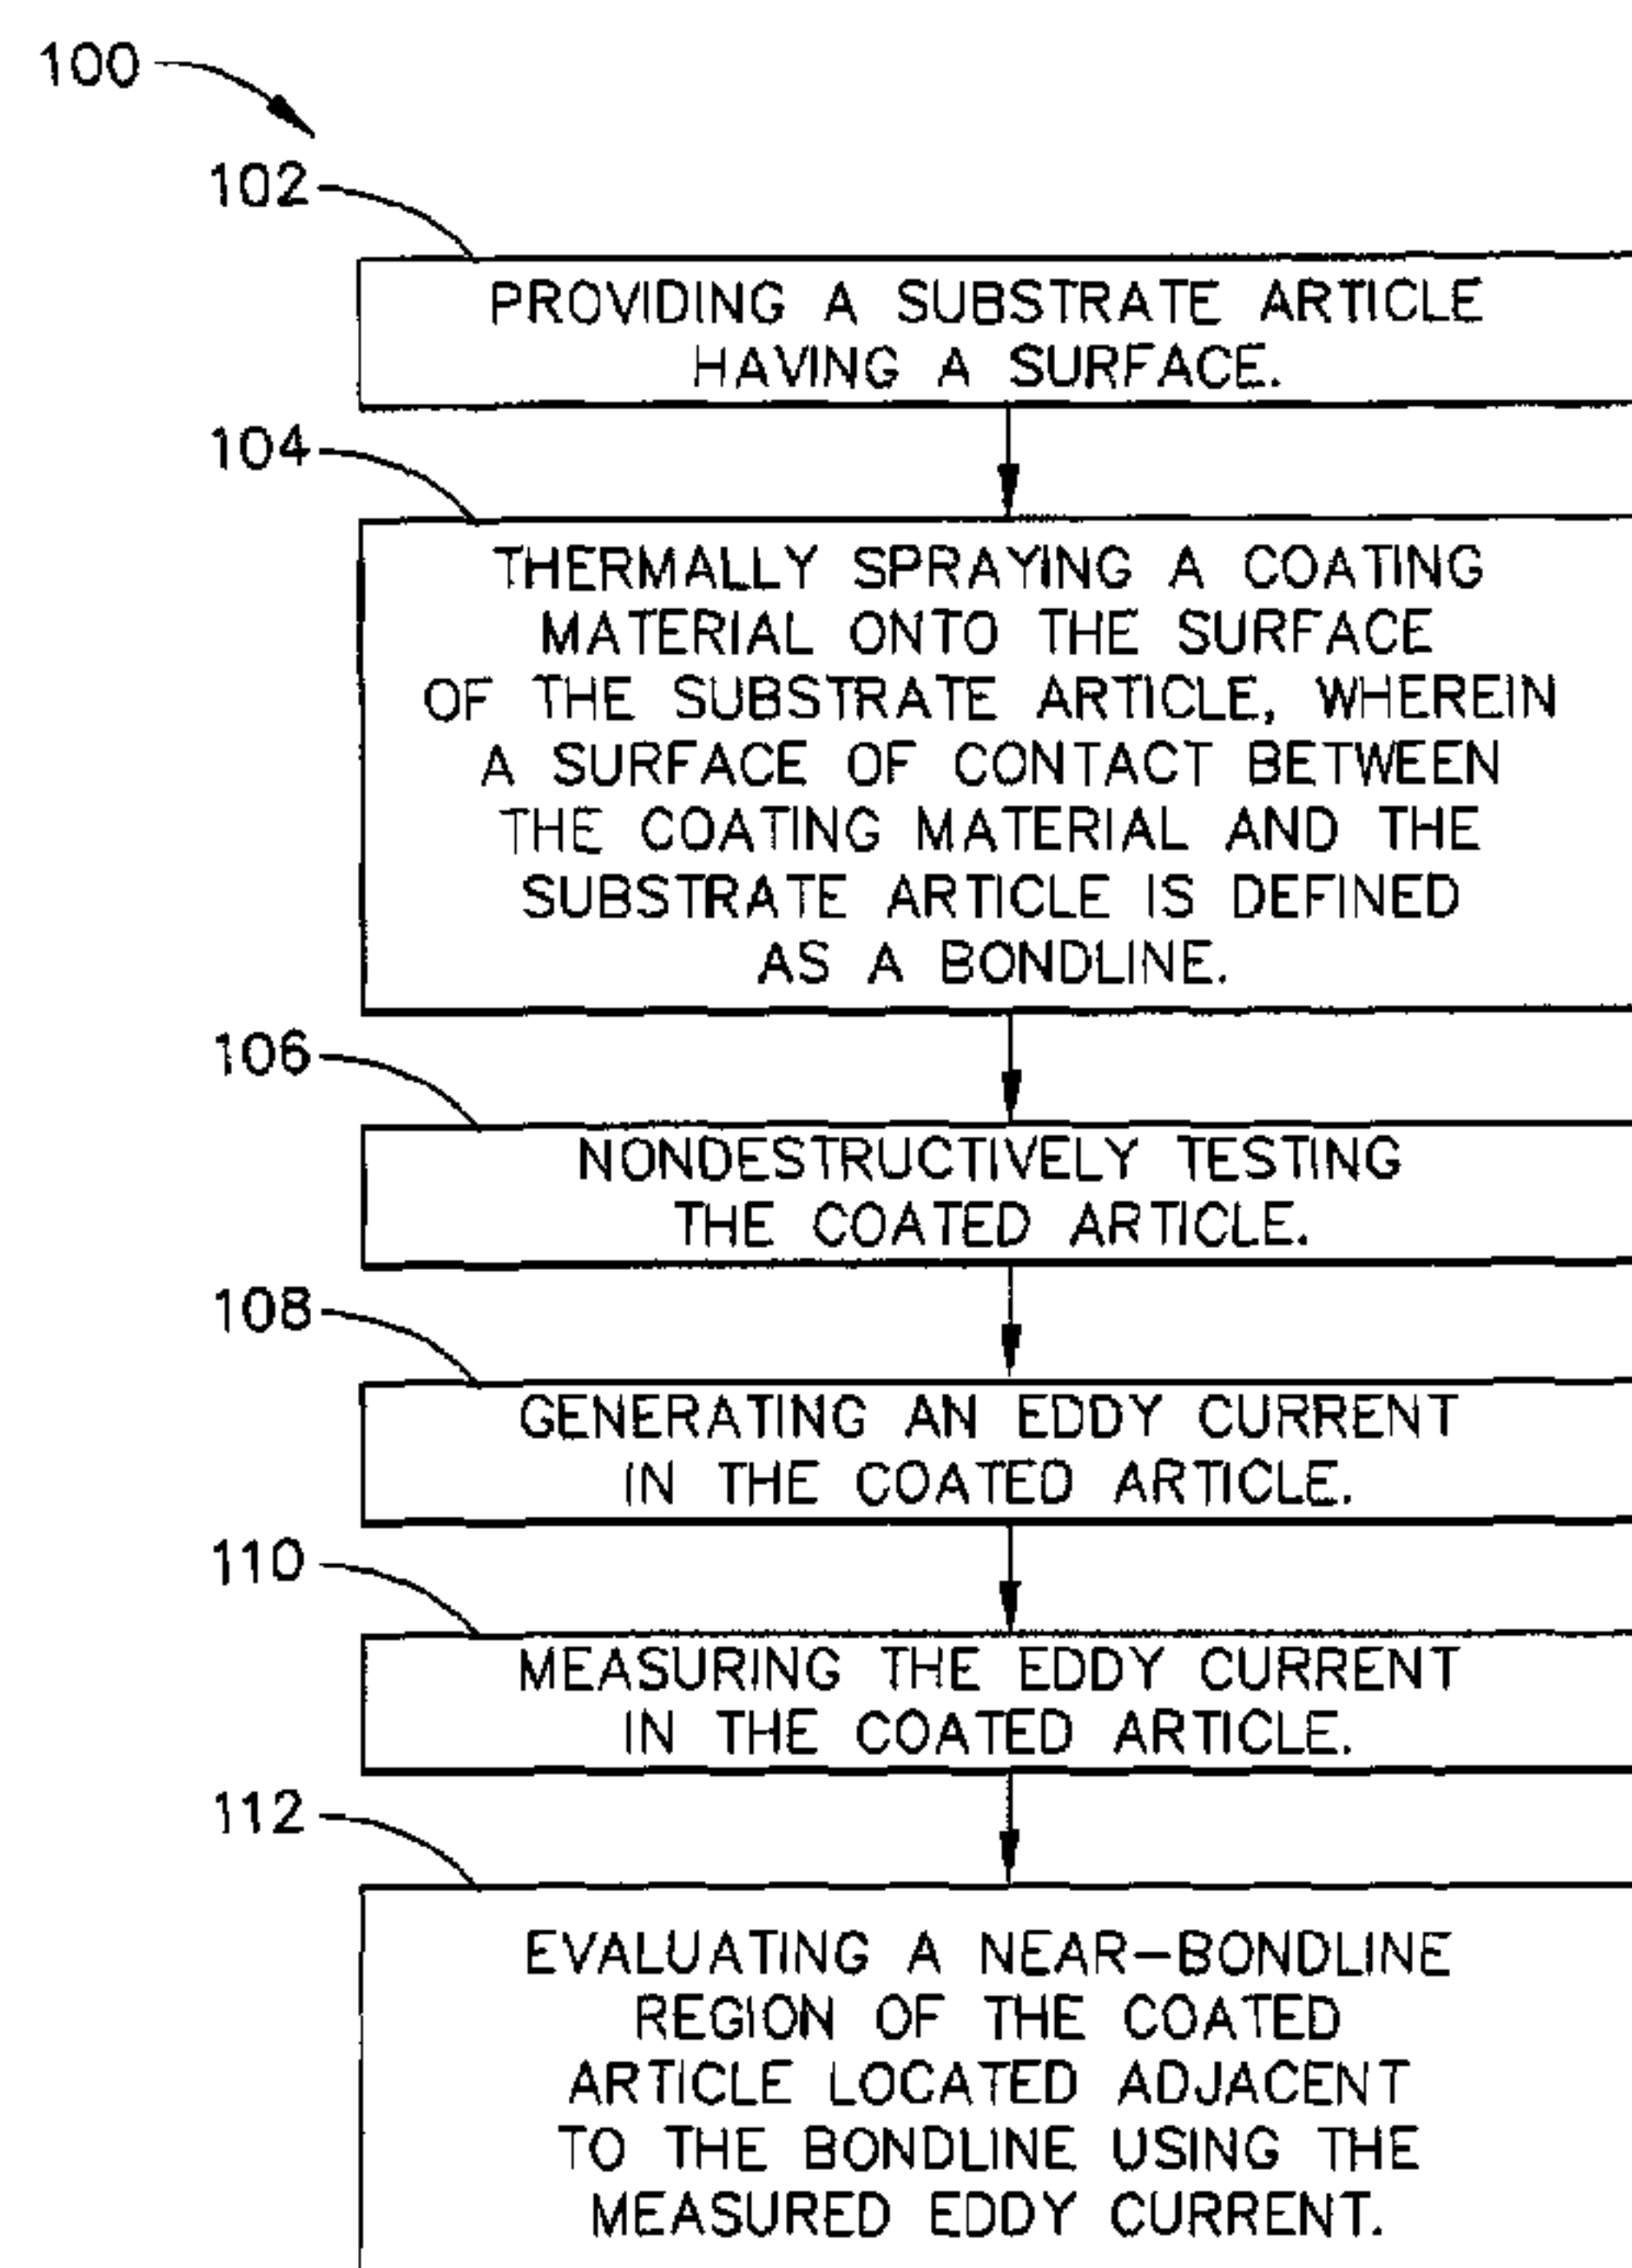 100
102
PROVIDING A SUBSTRATE ARTICLE
HAVING A SURFACE.
104
THERMALLY SPRAYING A COATING
MATERIAL ONTO THE SURFACE
OF THE SUBSTRATE ARTICLE, WHEREIN
A SURFACE OF CONTACT BETWEEN
THE COATING MATERIAL AND THE
SUBSTRATE ARTICLE IS DEFINED
AS A BONDLINE.
106
NONDESTRUCTIVELY TESTING
THE COATED ARTICLE.
108
GENERATING AN EDDY CURRENT
IN THE COATED ARTICLE.
110
MEASURING THE EDDY CURRENT
IN THE COATED ARTICLE.
112
EVALUATING A NEAR-BONDLINE
REGION OF THE COATED
ARTICLE LOCATED ADJACENT
TO THE BONDLINE USING THE
MEASURED EDDY CURRENT.